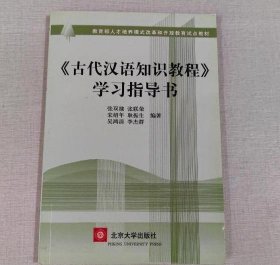 教育部人才培养模式改革和开放教育试点教材
《古代汉语知识教程》
学习指导书
张双棣 张联荣
宋绍年 耿振生 编著
吴鸿清 李杰群
北京大学出版社
PEKING UNIVERSITY PRESS